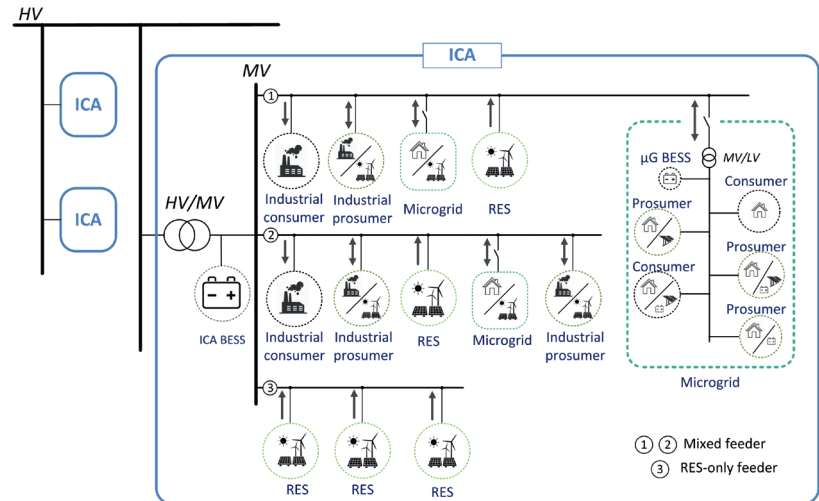 HV
ICA
ICA
ICA
HV/MV
ICA BESS
MV
1
Industrial
consumer
Industrial
prosumer
Microgrid
RES
2
Industrial
consumer
Industrial
prosumer
RES
Microgrid
Industrial
prosumer
3
RES
RES
RES
MV/LV
μG BESS
Consumer
Prosumer
Prosumer
Consumer
Prosumer
Microgrid
1 2 Mixed feeder
3 RES-only feeder